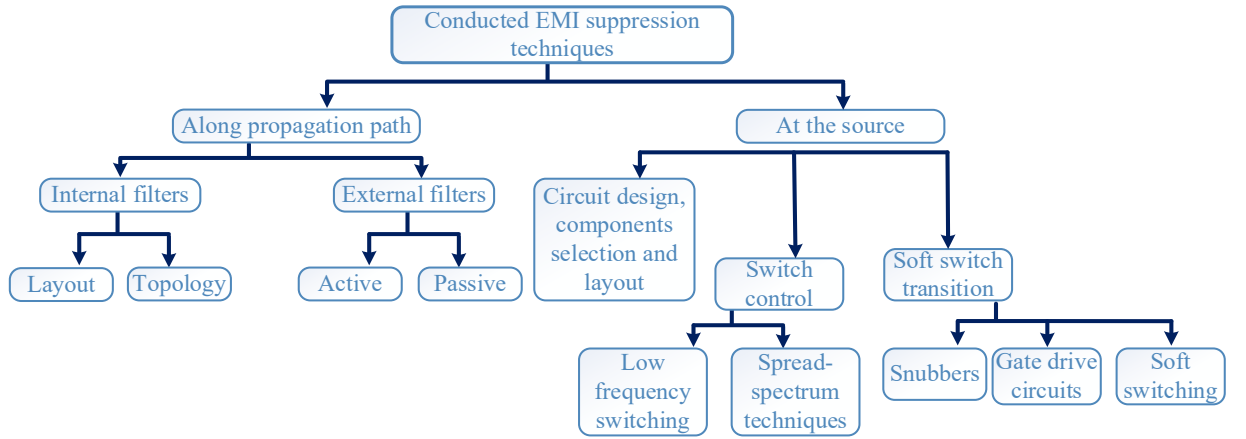 Conducted EMI suppression
techniques
Along propagation path
At the source
Internal filters
External filters
Circuit design,
components
selection and
layout
Switch
control
Soft switch
transition
Layout
Topology
Active
Passive
Low
frequency
switching
Spread-
spectrum
techniques
Snubbers
Gate drive
circuits
Soft
switching